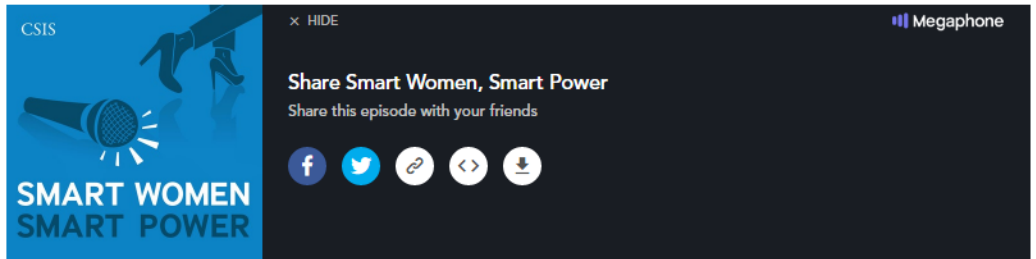 CSIS
SMART WOMEN
SMART POWER
× HIDE
Megaphone
Share Smart Women, Smart Power
Share this episode with your friends